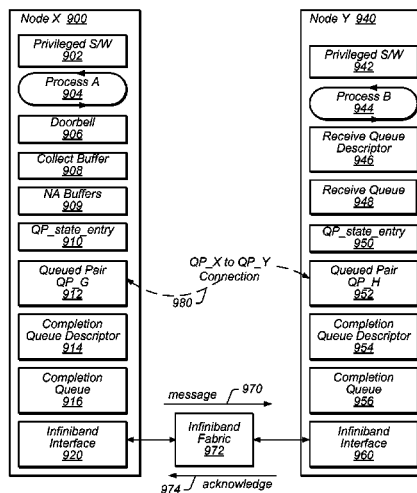 Node X 900
Privileged S/W
902
Process A
904
Doorbell
906
Collect Buffer
908
NA Buffers
909
QP_state_entry
910
Queued Pair
QP_G
912
Completion
Queue Descriptor
914
Completion
Queue
916
Infiniband
Interface
920
QP_X to QP_Y
Connection
980
message
970
Infiniband
Fabric
972
974
acknowledge
Node Y 940
Privileged S/W
942
Process B
944
Receive Queue
Descriptor
946
Receive Queue
948
QP_state_entry
950
Queued Pair
QP_H
952
Completion
Queue Descriptor
954
Completion
Queue
956
Infiniband
Interface
960